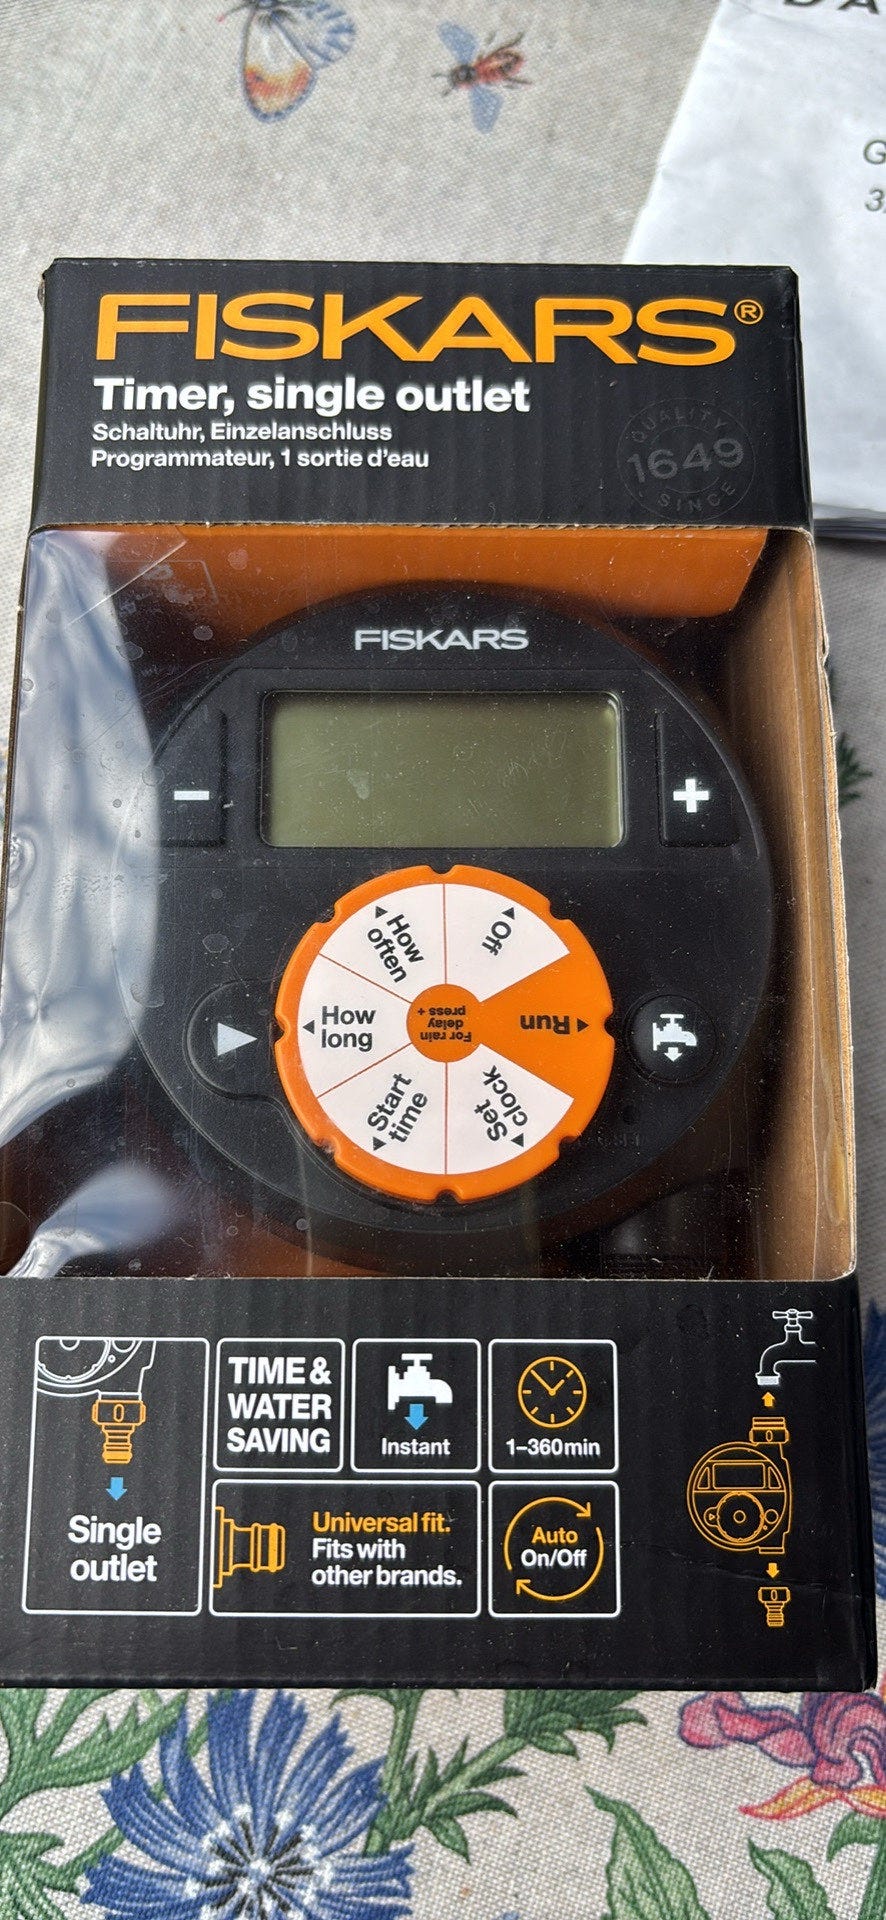 DA
G
3
FISKARS®
Timer, single outlet
Schaltuhr, Einzelanschluss
Programmateur, 1 sortie d'eau
QUALITY
1649
SINCE
FISKARS
−
+
How
often
Off
How
long
For rain
delay
press +
Run
Start
time
Set
clock
TIME &
WATER
SAVING
Instant
1–360min
Single
outlet
Universal fit.
Fits with
other brands.
Auto
On/Off